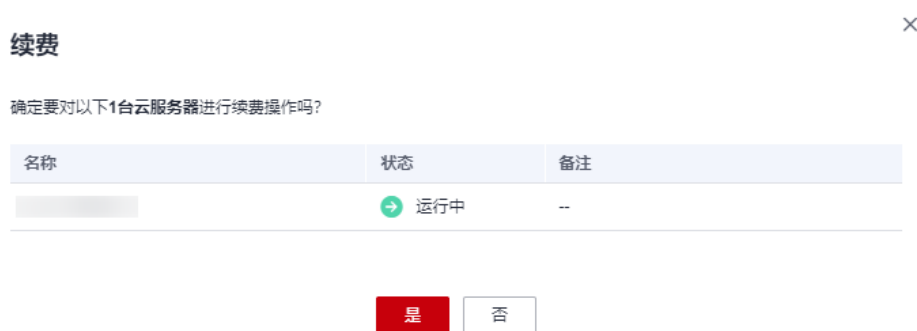 续费
确定要对以下1台云服务器进行续费操作吗?
名称 状态 备注
运行中 --
是 否